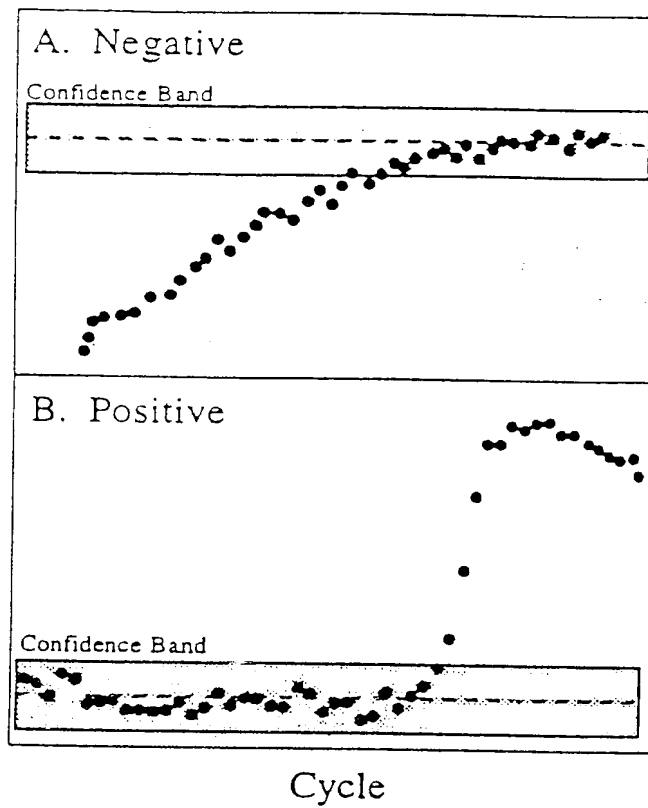 A. Negative
Confidence Band
B. Positive
Confidence Band
Cycle